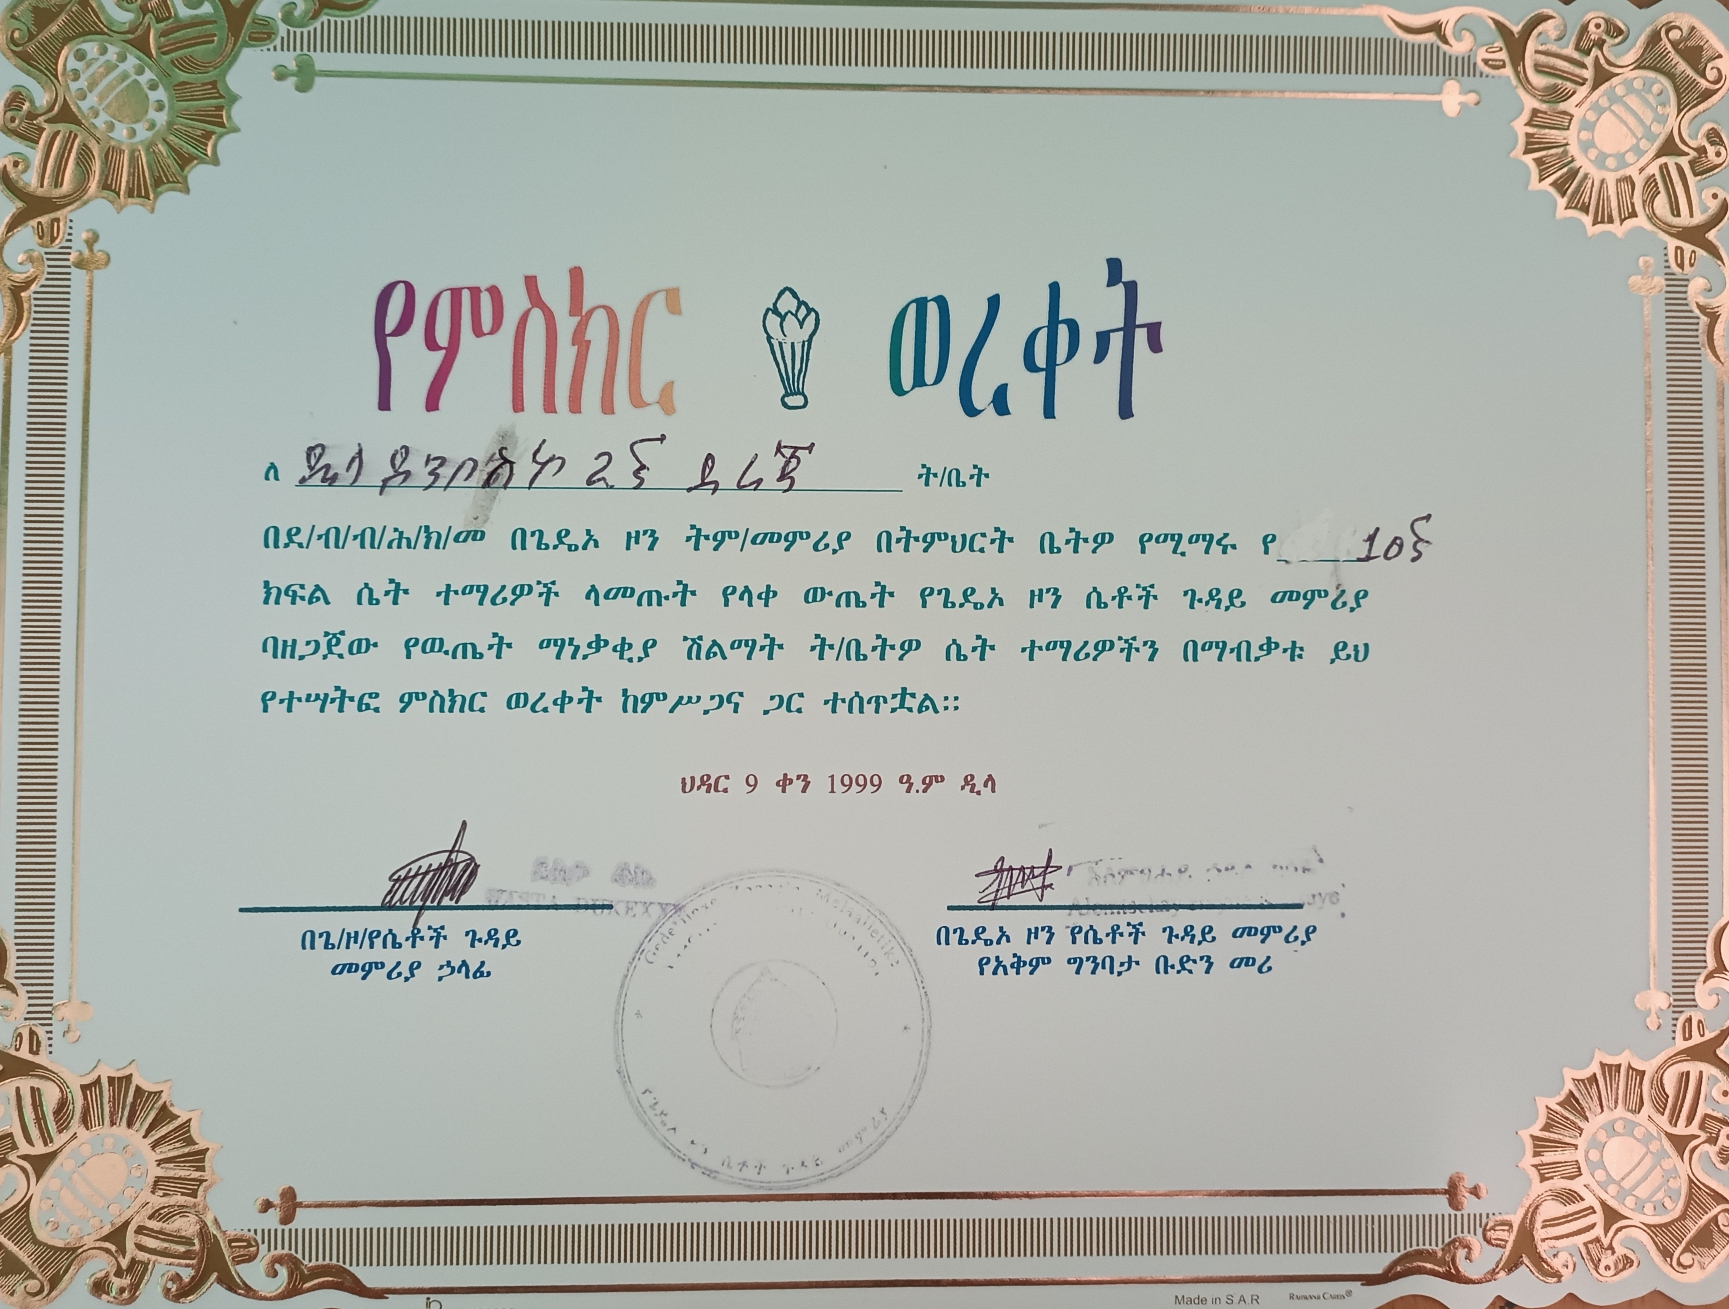 የምስክር ወረቀት
ለ ዲላ ዶንቦስኮ 2ኛ ደረጃ ት/ቤት
በደ/ብ/ብ/ሕ/ክ/መ በጌዴኦ ዞን ትም/መምሪያ በትምህርት ቤትዎ የሚማሩ የ 10ኛ
ክፍል ሴት ተማሪዎች ላመጡት የላቀ ውጤት የጌዴኦ ዞን ሴቶች ጉዳይ መምሪያ
ባዘጋጀው የዉጤት ማነቃቂያ ሽልማት ት/ቤትዎ ሴት ተማሪዎችን በማብቃቱ ይህ
የተሣትፎ ምስክር ወረቀት ከምሥጋና ጋር ተሰጥቷል፡፡
ህዳር 9 ቀን 1999 ዓ.ም ዲላ
በጌ/ዞ/የሴቶች ጉዳይ
መምሪያ ኃላፊ
በጌዴኦ ዞን የሴቶች ጉዳይ መምሪያ
የአቅም ግንባታ ቡድን መሪ
Made in S.A.R